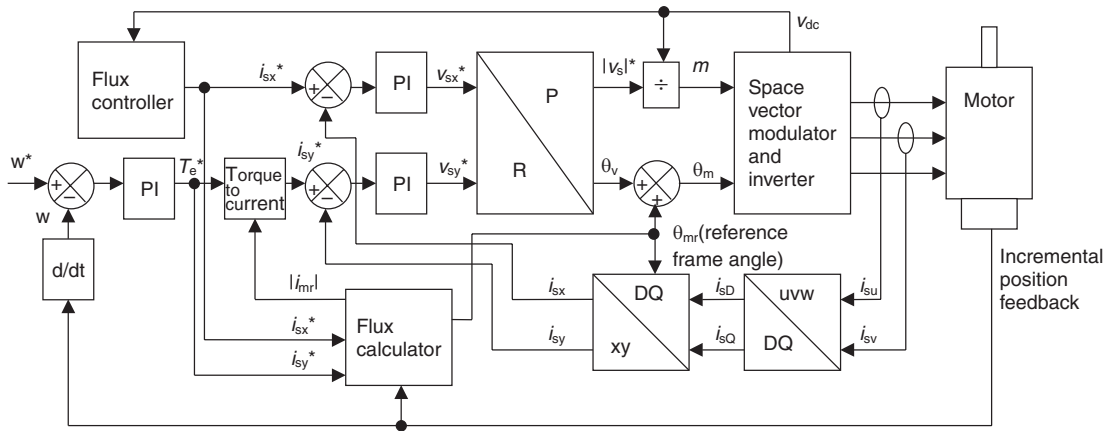 v_dc
Flux controller
i_sx*
+
−
PI
v_sx*
P
R
|v_s|*
÷
m
Space vector modulator and inverter
Motor
w*
+
−
w
PI
T_e*
Torque to current
i_sy*
+
−
PI
v_sy*
θ_v
+
+
θ_m
θ_mr(reference frame angle)
Incremental position feedback
d/dt
|i_mr|
i_sx*
i_sy*
Flux calculator
i_sx
i_sy
DQ
xy
i_sD
i_sQ
uvw
DQ
i_su
i_sv